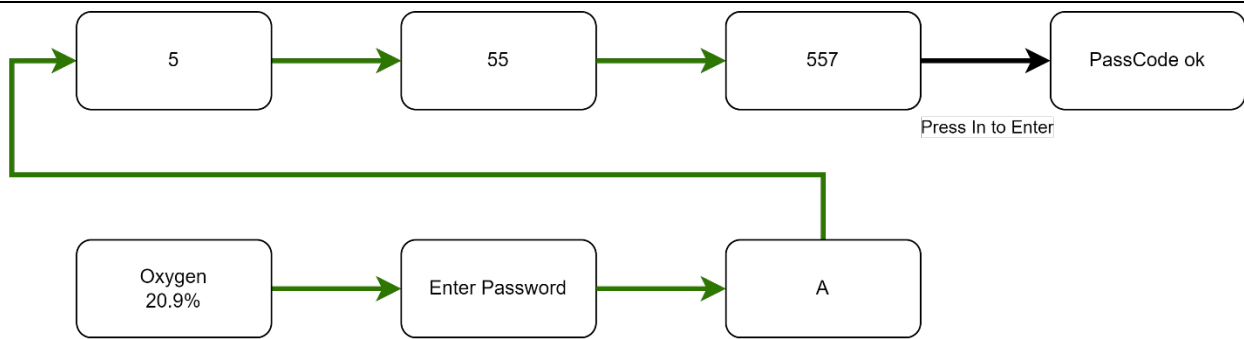 5
55
557
PassCode ok
Press In to Enter
Oxygen
20.9%
Enter Password
A